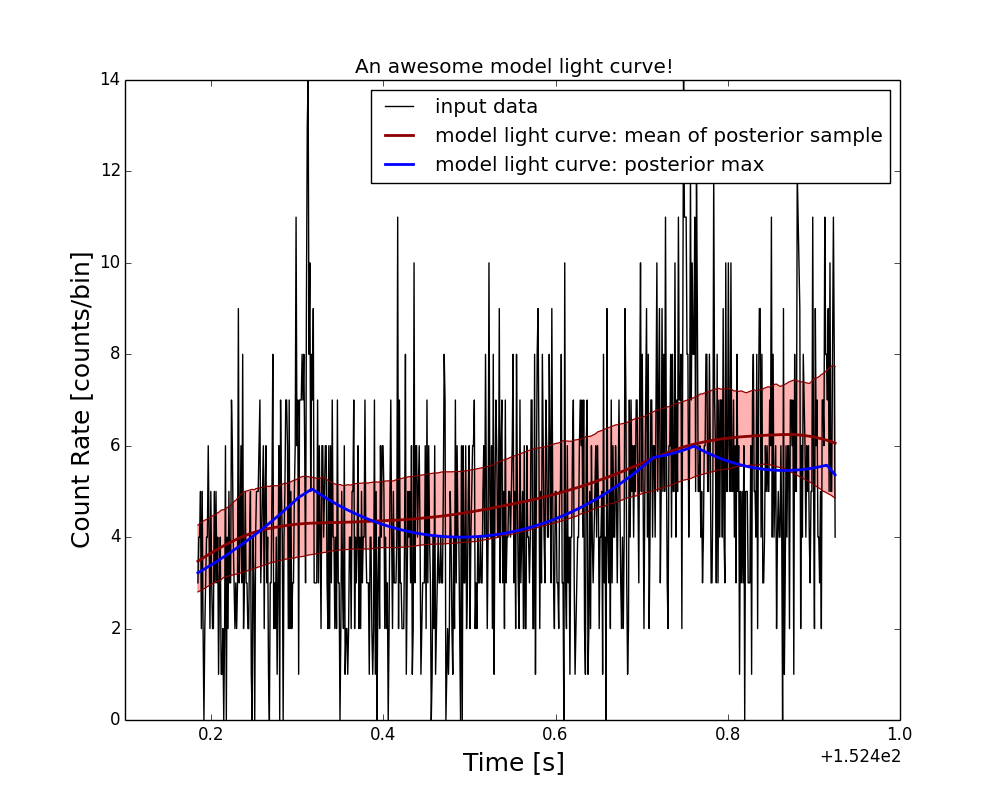 An awesome model light curve!
input data
model light curve: mean of posterior sample
model light curve: posterior max
Count Rate [counts/bin]
14
12
10
8
6
4
2
0
0.2 0.4 0.6 0.8 1.0
+1.524e2
Time [s]